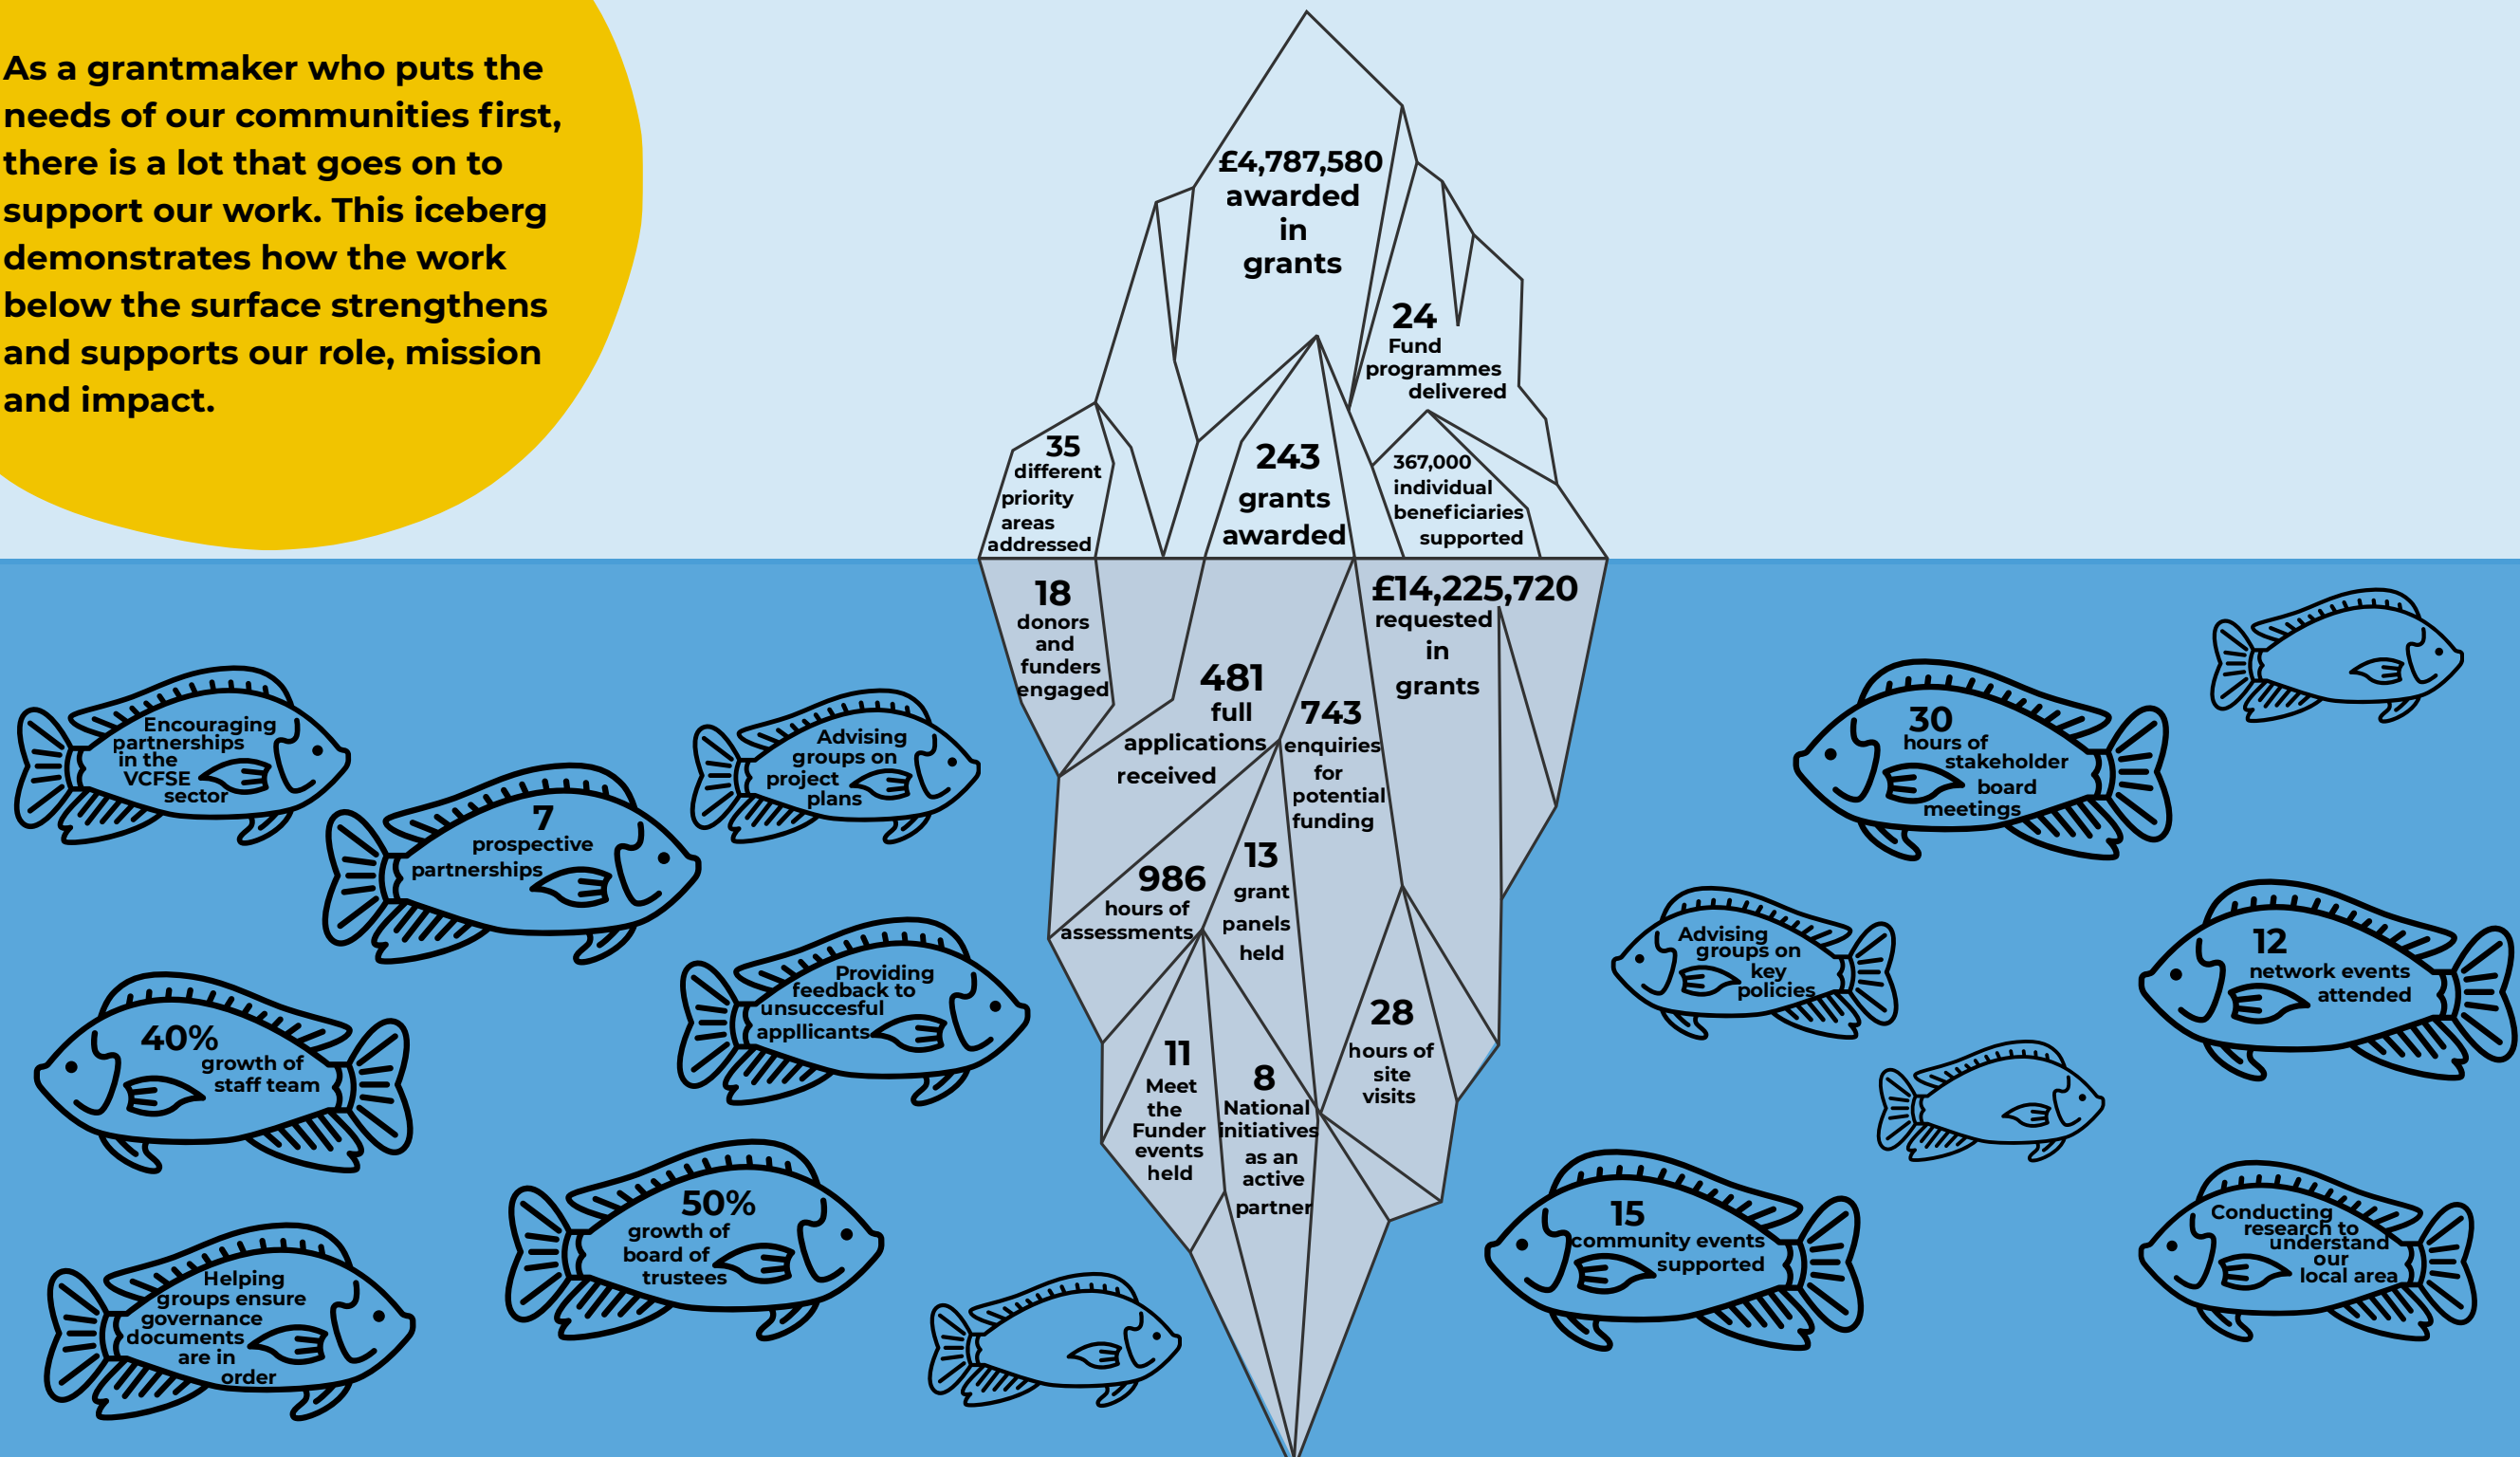 As a grantmaker who puts the
needs of our communities first,
there is a lot that goes on to
support our work. This iceberg
demonstrates how the work
below the surface strengthens
and supports our role, mission
and impact.
£4,787,580
awarded
in
grants
24
Fund
programmes
delivered
35
different
priority
areas
addressed
243
grants
awarded
367,000
individual
beneficiaries
supported
18
donors
and
funders
engaged
£14,225,720
requested
in
grants
481
full
applications
received
743
enquiries
for
potential
funding
986
hours of
assessments
13
grant
panels
held
28
hours of
site
visits
11
Meet
the
Funder
events
held
8
National
initiatives
as an
active
partner
Encouraging
partnerships
in the
VCFSE
sector
7
prospective
partnerships
Advising
groups on
project
plans
Providing
feedback to
unsuccesful
appllicants
40%
growth of
staff team
50%
growth of
board of
trustees
Helping
groups ensure
governance
documents
are in
order
30
hours of
stakeholder
board
meetings
Advising
groups on
key
policies
12
network events
attended
15
community events
supported
Conducting
research to
understand
our
local area